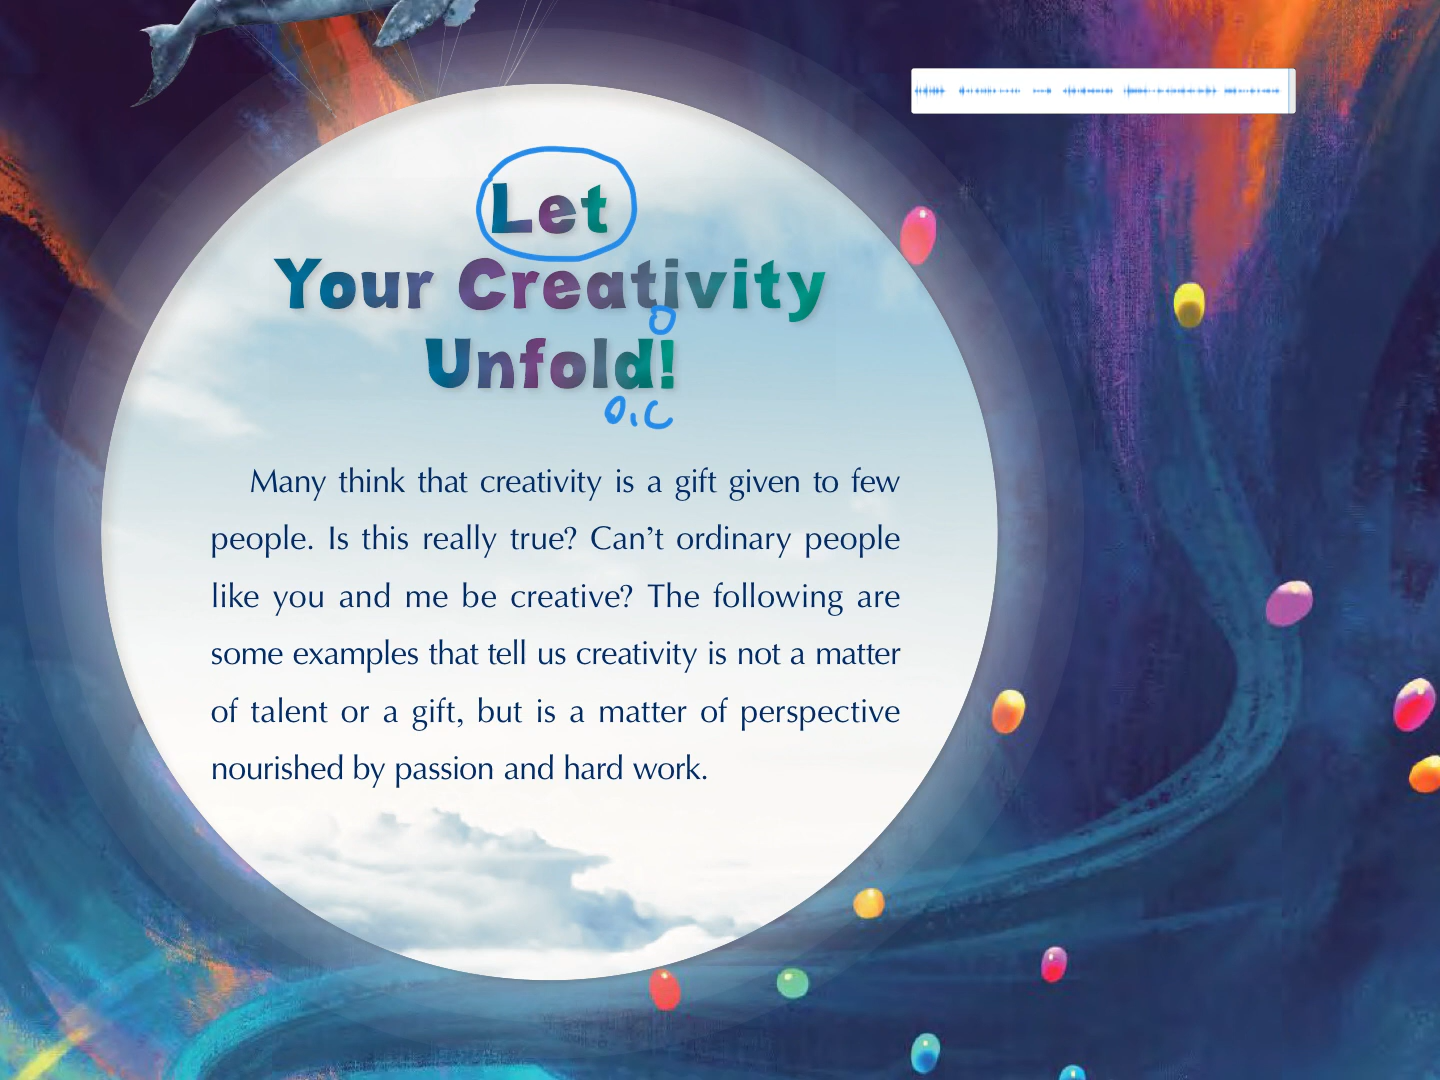 Let
Your Creativity
O
Unfold!
O.C
Many think that creativity is a gift given to few
people. Is this really true? Can’t ordinary people
like you and me be creative? The following are
some examples that tell us creativity is not a matter
of talent or a gift, but is a matter of perspective
nourished by passion and hard work.